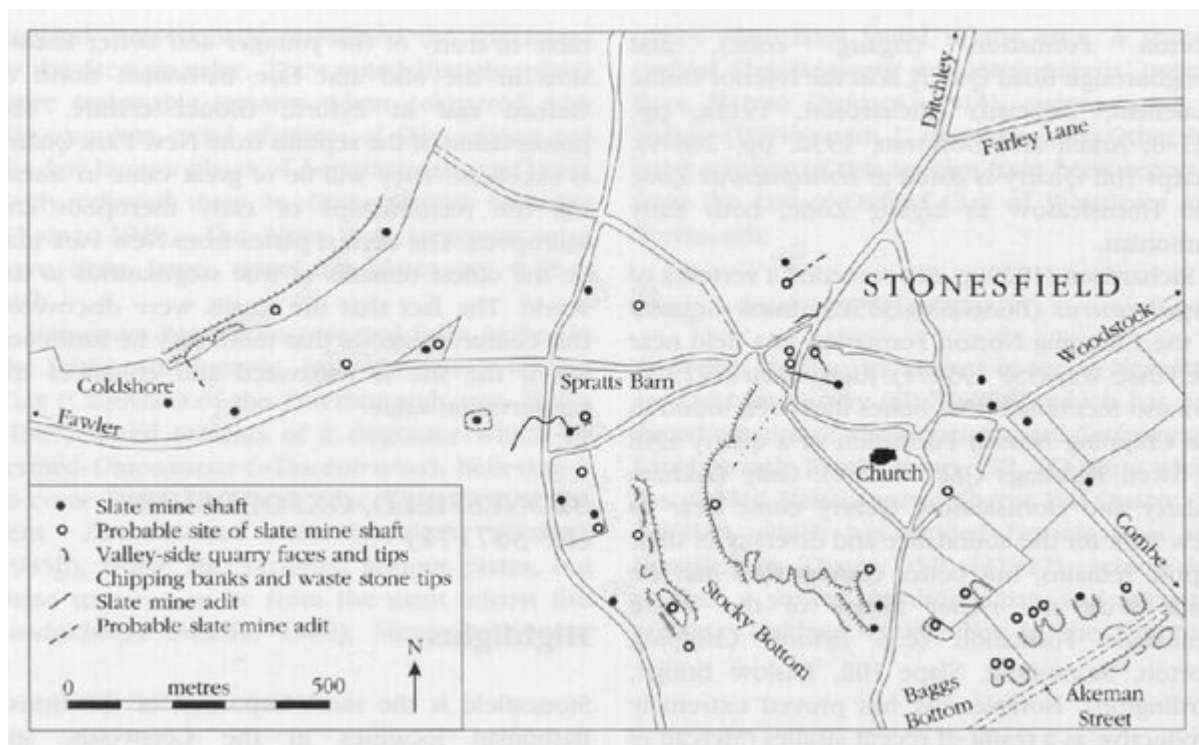 Ditchley
Farley Lane
STONESFIELD
Woodstock
Coldshore
Spratts Barn
Fawler
Church
Combe
Stocky Bottom
Baggs
Bottom
Akeman
Street
Slate mine shaft
Probable site of slate mine shaft
Valley-side quarry faces and tips
Chipping banks and waste stone tips
Slate mine adit
Probable slate mine adit
N
0 metres 500